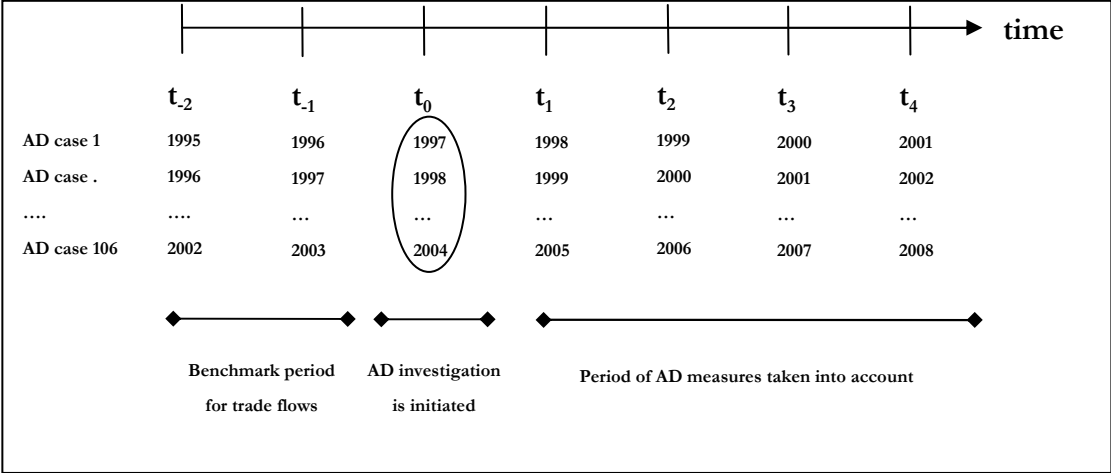 time
t-2 t-1 t0 t1 t2 t3 t4
AD case 1 1995 1996 1997 1998 1999 2000 2001
AD case . 1996 1997 1998 1999 2000 2001 2002
.... .... ... ... ... ... ... ...
AD case 106 2002 2003 2004 2005 2006 2007 2008
Benchmark period
for trade flows
AD investigation
is initiated
Period of AD measures taken into account